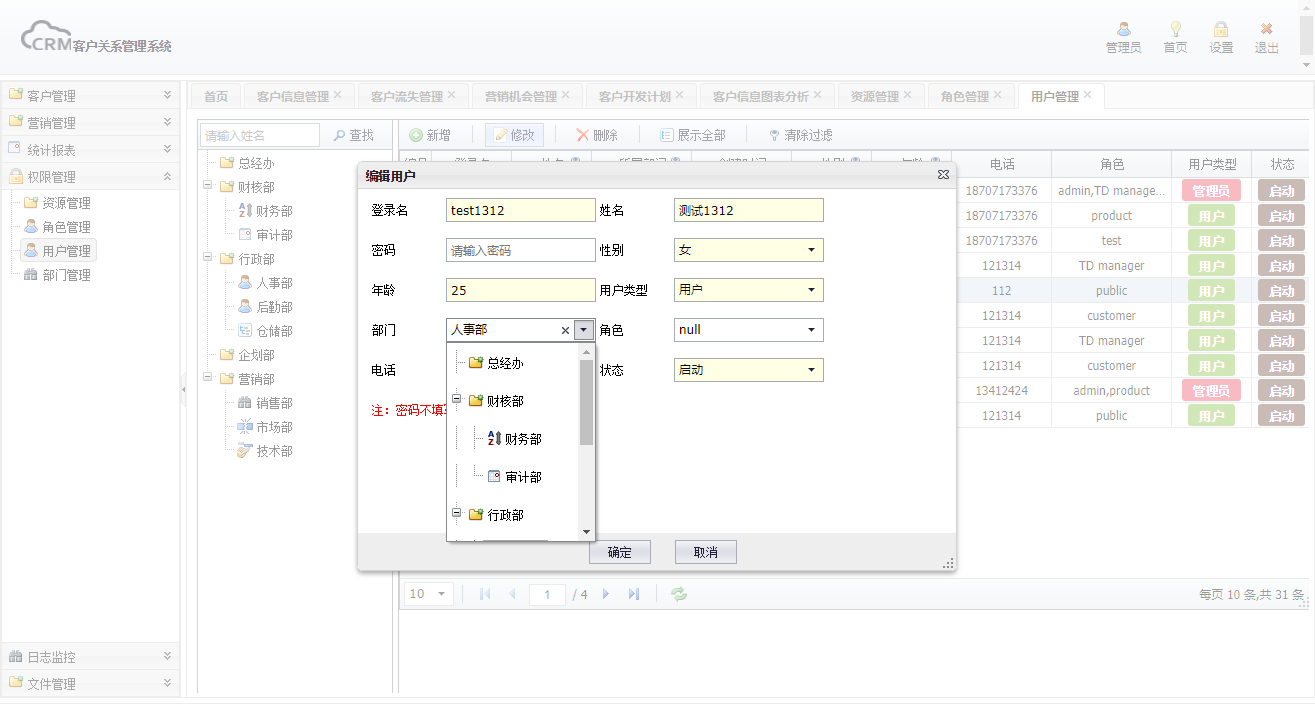 CRM客户关系管理系统
管理员 首页 设置 退出
客户管理
营销管理
统计报表
权限管理
资源管理
角色管理
用户管理
部门管理
日志监控
文件管理
首页 客户信息管理 客户流失管理 营销机会管理 客户开发计划 客户信息图表分析 资源管理 角色管理 用户管理
请输入姓名 查找
总经办
财核部
财务部
审计部
行政部
人事部
后勤部
仓储部
企划部
营销部
销售部
市场部
技术部
新增 修改 删除 展示全部 清除过滤
电话 角色 用户类型 状态
18707173376 admin,TD manage... 管理员 启动
18707173376 product 用户 启动
18707173376 test 用户 启动
121314 TD manager 用户 启动
112 public 用户 启动
121314 customer 用户 启动
121314 TD manager 用户 启动
121314 customer 用户 启动
13412424 admin,product 管理员 启动
121314 public 用户 启动
编辑用户
登录名 test1312 姓名 测试1312
密码 请输入密码 性别 女
年龄 25 用户类型 用户
部门 人事部 角色 null
电话 状态 启动
注：密码不填
总经办
财核部
财务部
审计部
行政部
确定 取消
10 1 / 4 每页 10 条,共 31 条